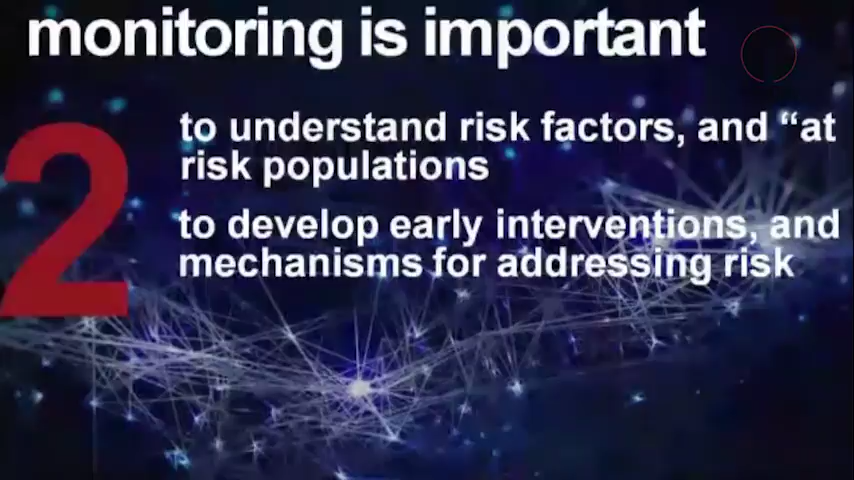 monitoring is important
2
to understand risk factors, and “at
risk populations
to develop early interventions, and
mechanisms for addressing risk